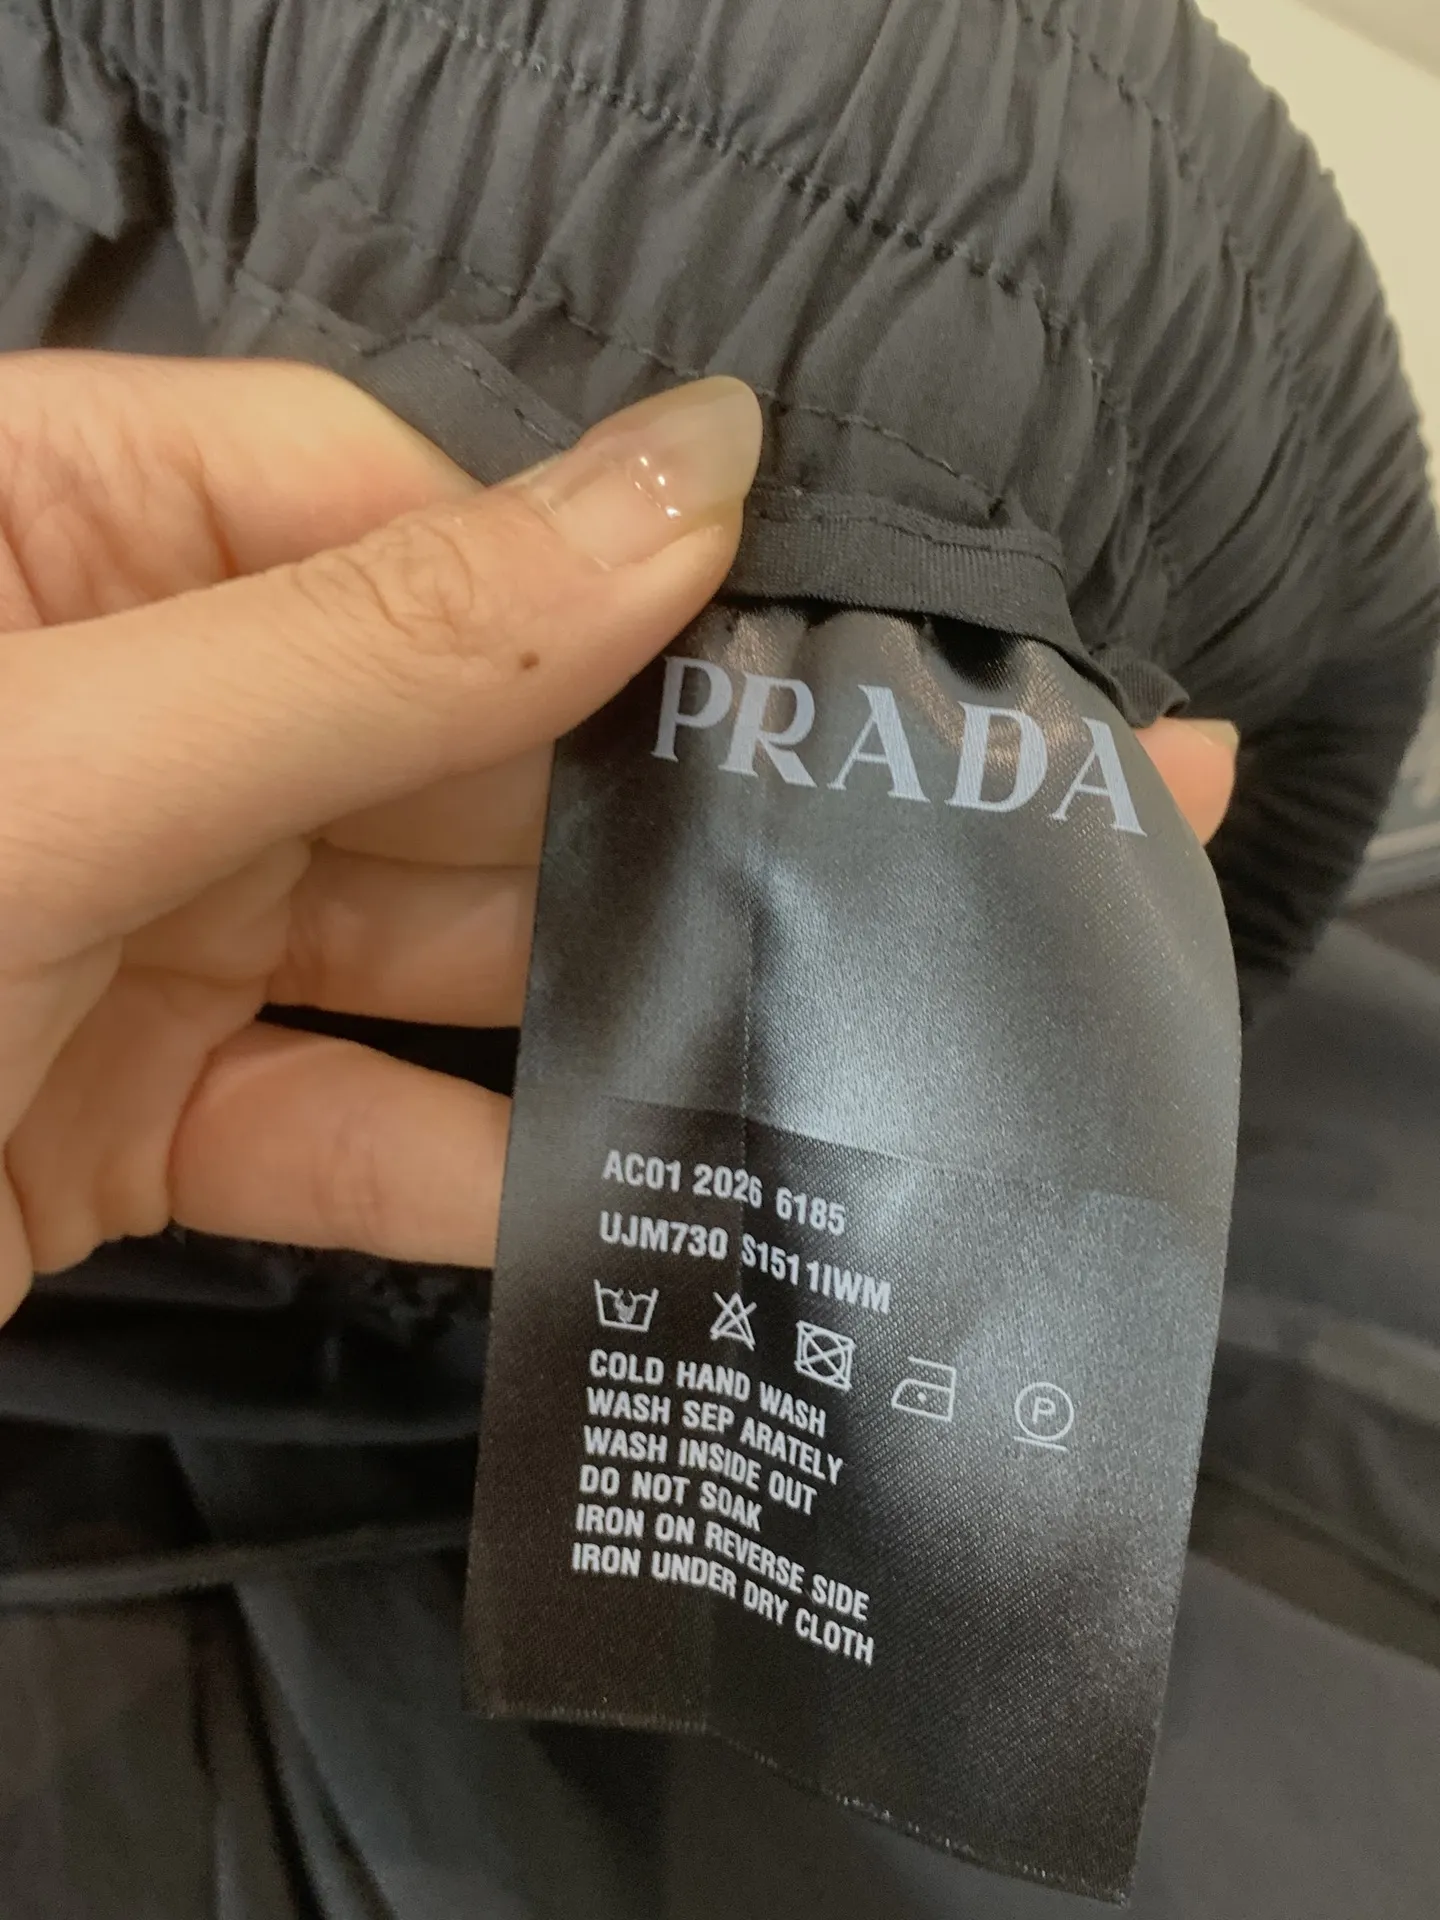 PRADA
AC01 2026 6185
UJM730 S1511IWM
P
COLD HAND WASH
WASH SEP ARATELY
WASH INSIDE OUT
DO NOT SOAK
IRON ON REVERSE SIDE
IRON UNDER DRY CLOTH